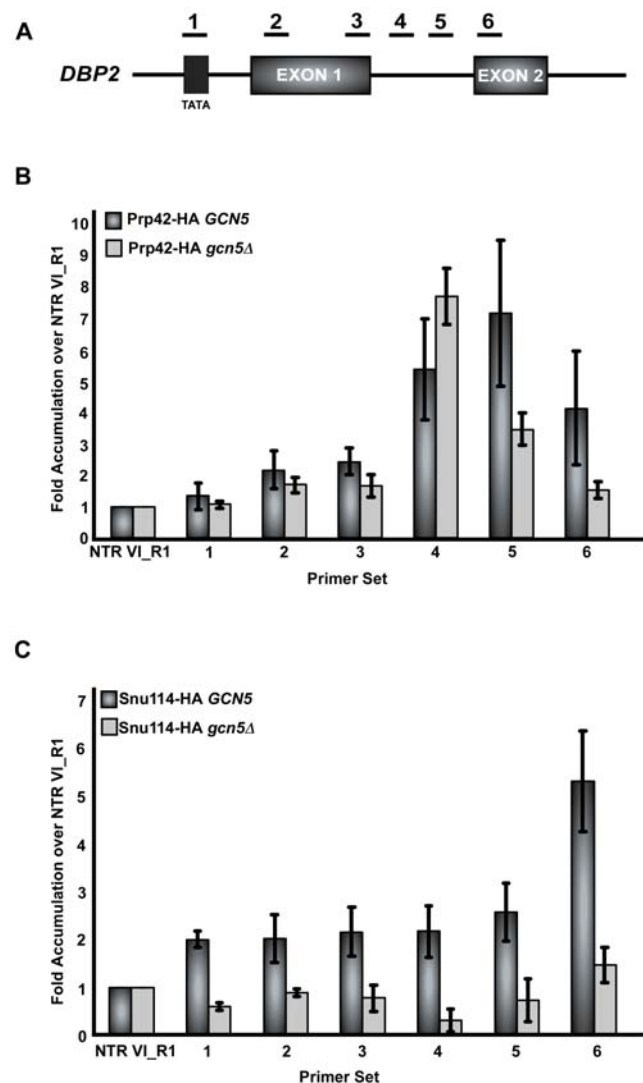 A
1 2 3 4 5 6
DBP2
EXON 1
EXON 2
TATA
B
Prp42-HA GCN5
Prp42-HA gcn5Δ
Fold Accumulation over NTR VI_R1
10
9
8
7
6
5
4
3
2
1
0
NTR VI_R1 1 2 3 4 5 6
Primer Set
C
Snu114-HA GCN5
Snu114-HA gcn5Δ
Fold Accumulation over NTR VI_R1
7
6
5
4
3
2
1
0
NTR VI_R1 1 2 3 4 5 6
Primer Set